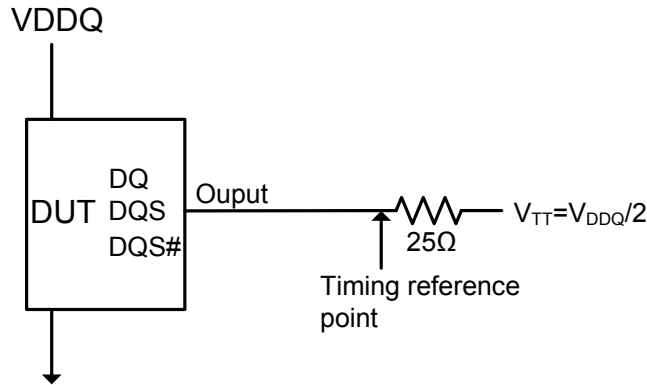 VDDQ
DUT
DQ
DQS
DQS#
Ouput
25Ω
V_TT=V_DDQ/2
Timing reference
point